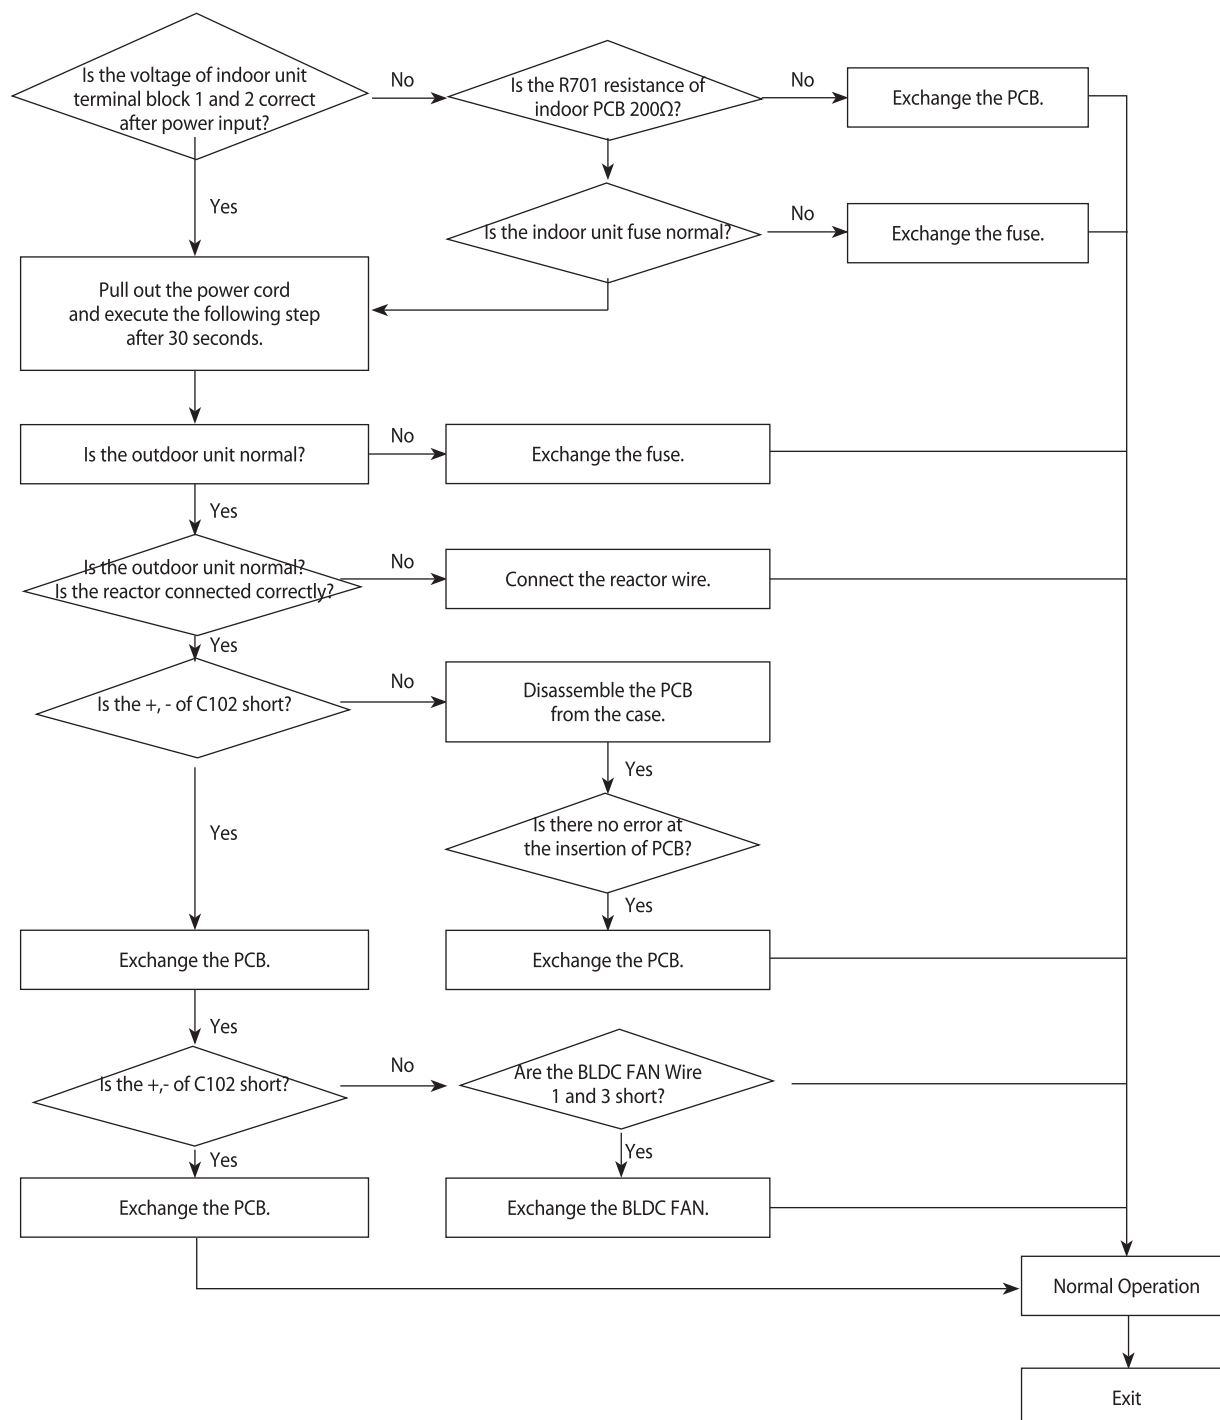 Is the voltage of indoor unit
terminal block 1 and 2 correct
after power input?
No
Is the R701 resistance of
indoor PCB 200Ω?
No
Exchange the PCB.
Yes
Is the indoor unit fuse normal?
No
Exchange the fuse.
Pull out the power cord
and execute the following step
after 30 seconds.
Is the outdoor unit normal?
No
Exchange the fuse.
Yes
Is the outdoor unit normal?
Is the reactor connected correctly?
No
Connect the reactor wire.
Yes
Is the +, - of C102 short?
No
Disassemble the PCB
from the case.
Yes
Is there no error at
the insertion of PCB?
Yes
Yes
Exchange the PCB.
Exchange the PCB.
Yes
Is the +,- of C102 short?
No
Are the BLDC FAN Wire
1 and 3 short?
Yes
Yes
Exchange the PCB.
Exchange the BLDC FAN.
Normal Operation
Exit